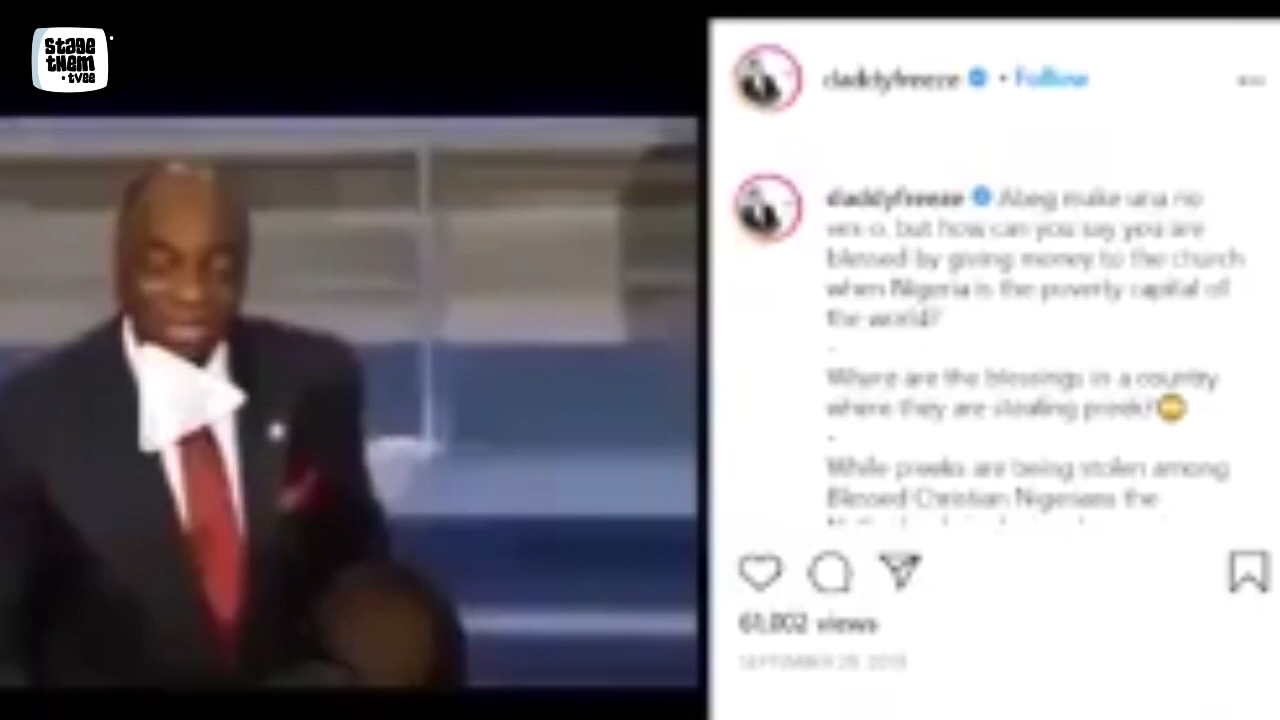 stage
them
.tvee
daddyfreeze • Follow
daddyfreeze Abeg make una no
vex o, but how can you say you are
blessed by giving money to the church
when Nigeria is the poverty capital of
the world?
-
Where are the blessings in a country
where they are stealing preek?
-
While preeks are being stolen among
Blessed Christian Nigerians the
61,802 views
SEPTEMBER 2019